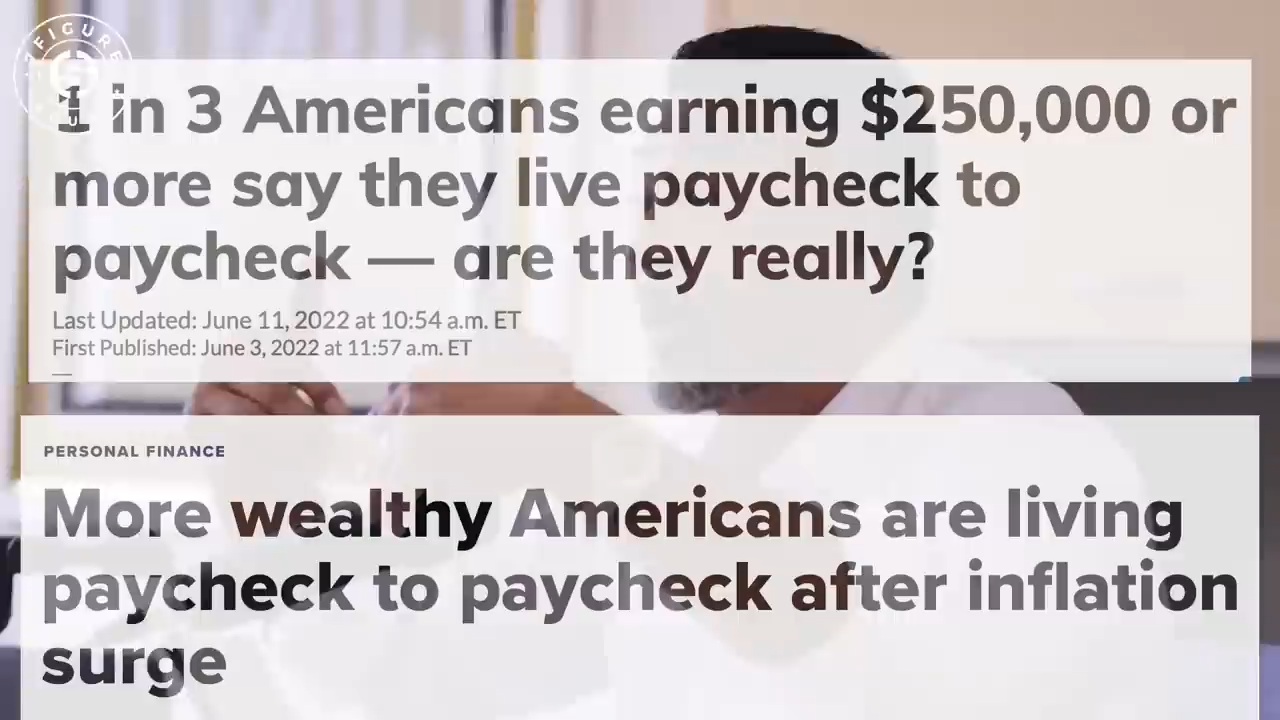 7 FIGURE
1 in 3 Americans earning $250,000 or
more say they live paycheck to
paycheck — are they really?
Last Updated: June 11, 2022 at 10:54 a.m. ET
First Published: June 3, 2022 at 11:57 a.m. ET
PERSONAL FINANCE
More wealthy Americans are living
paycheck to paycheck after inflation
surge